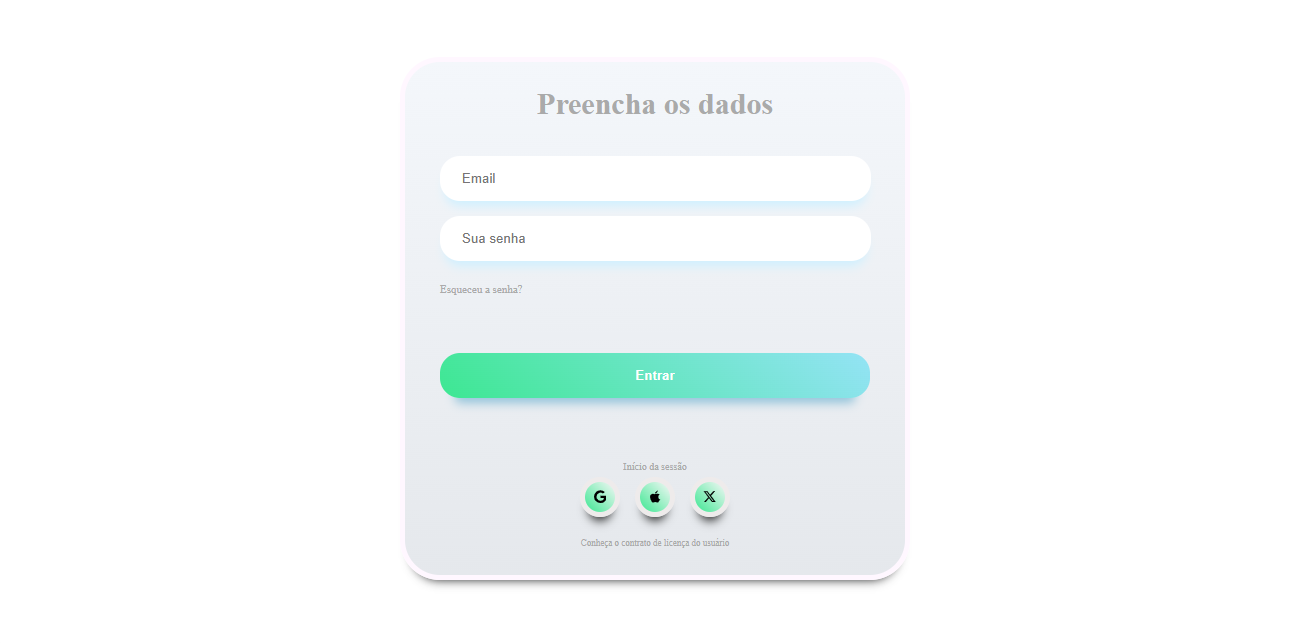 Preencha os dados
Email
Sua senha
Esqueceu a senha?
Entrar
Início da sessão
Conheça o contrato de licença do usuário